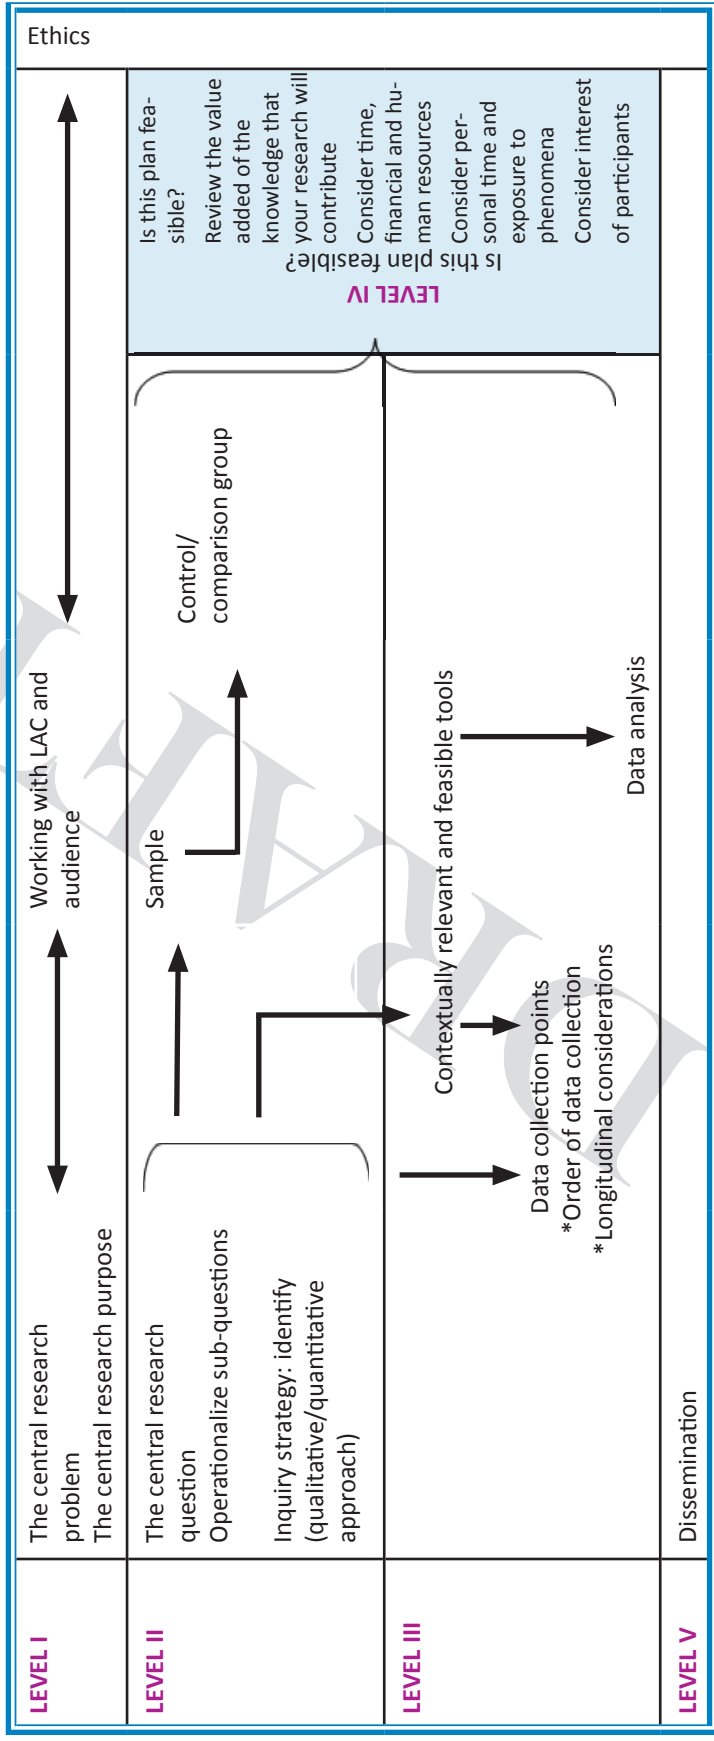 Ethics
LEVEL I
The central research
problem
The central research purpose
Working with LAC and
audience
LEVEL II
The central research
question
Operationalize sub-questions
Inquiry strategy: identify
(qualitative/quantitative
approach)
Sample
Control/
comparison group
LEVEL III
Contextually relevant and feasible tools
Data collection points
*Order of data collection
*Longitudinal considerations
Data analysis
LEVEL IV
Is this plan feasible?
Is this plan fea-
sible?
Review the value
added of the
knowledge that
your research will
contribute
Consider time,
financial and hu-
man resources
Consider per-
sonal time and
exposure to
phenomena
Consider interest
of participants
LEVEL V
Dissemination
DRAFT